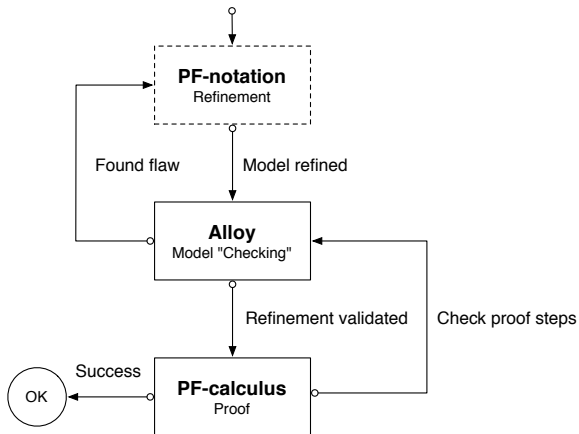 PF-notation
Refinement
Found flaw
Model refined
Alloy
Model "Checking"
Refinement validated
Check proof steps
Success
PF-calculus
Proof
OK